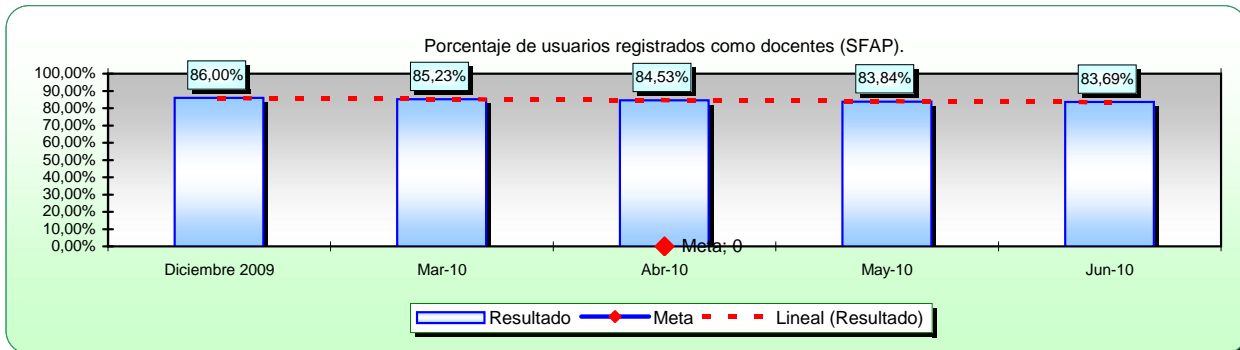 Porcentaje de usuarios registrados como docentes (SFAP).
100,00%
90,00%
80,00%
70,00%
60,00%
50,00%
40,00%
30,00%
20,00%
10,00%
0,00%
86,00%
85,23%
84,53%
83,84%
83,69%
Meta; 0
Diciembre 2009
Mar-10
Abr-10
May-10
Jun-10
Resultado
Meta
Lineal (Resultado)